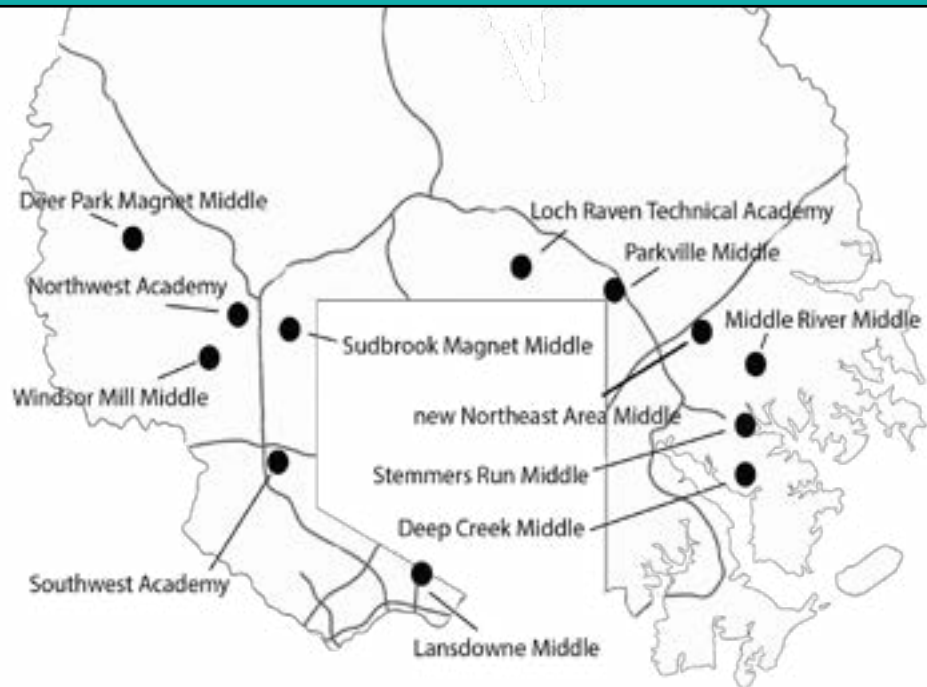 Deer Park Magnet Middle
Loch Raven Technical Academy
Parkville Middle
Northwest Academy
Middle River Middle
Sudbrook Magnet Middle
Windsor Mill Middle
new Northeast Area Middle
Stemmers Run Middle
Deep Creek Middle
Southwest Academy
Lansdowne Middle